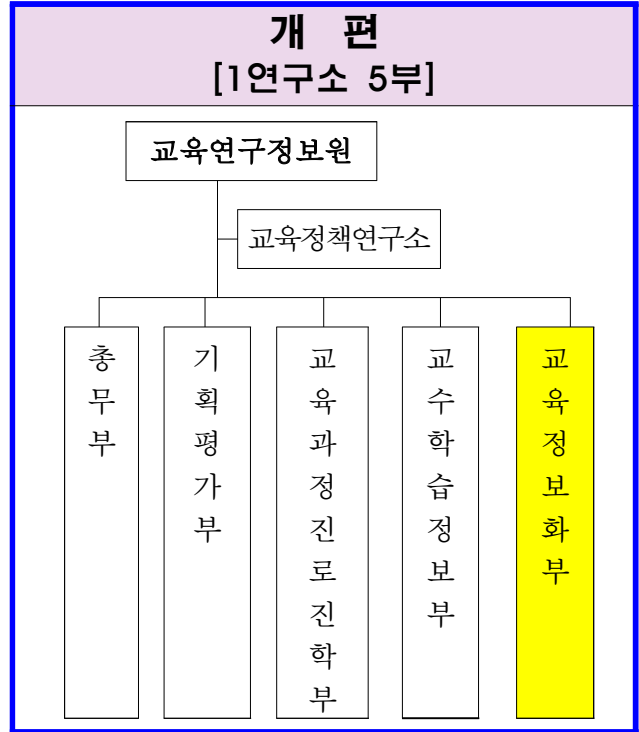 개 편
[1연구소 5부]
교육연구정보원
교육정책연구소
총무부
기획평가부
교육과정진로진학부
교수학습정보부
교육정보화부